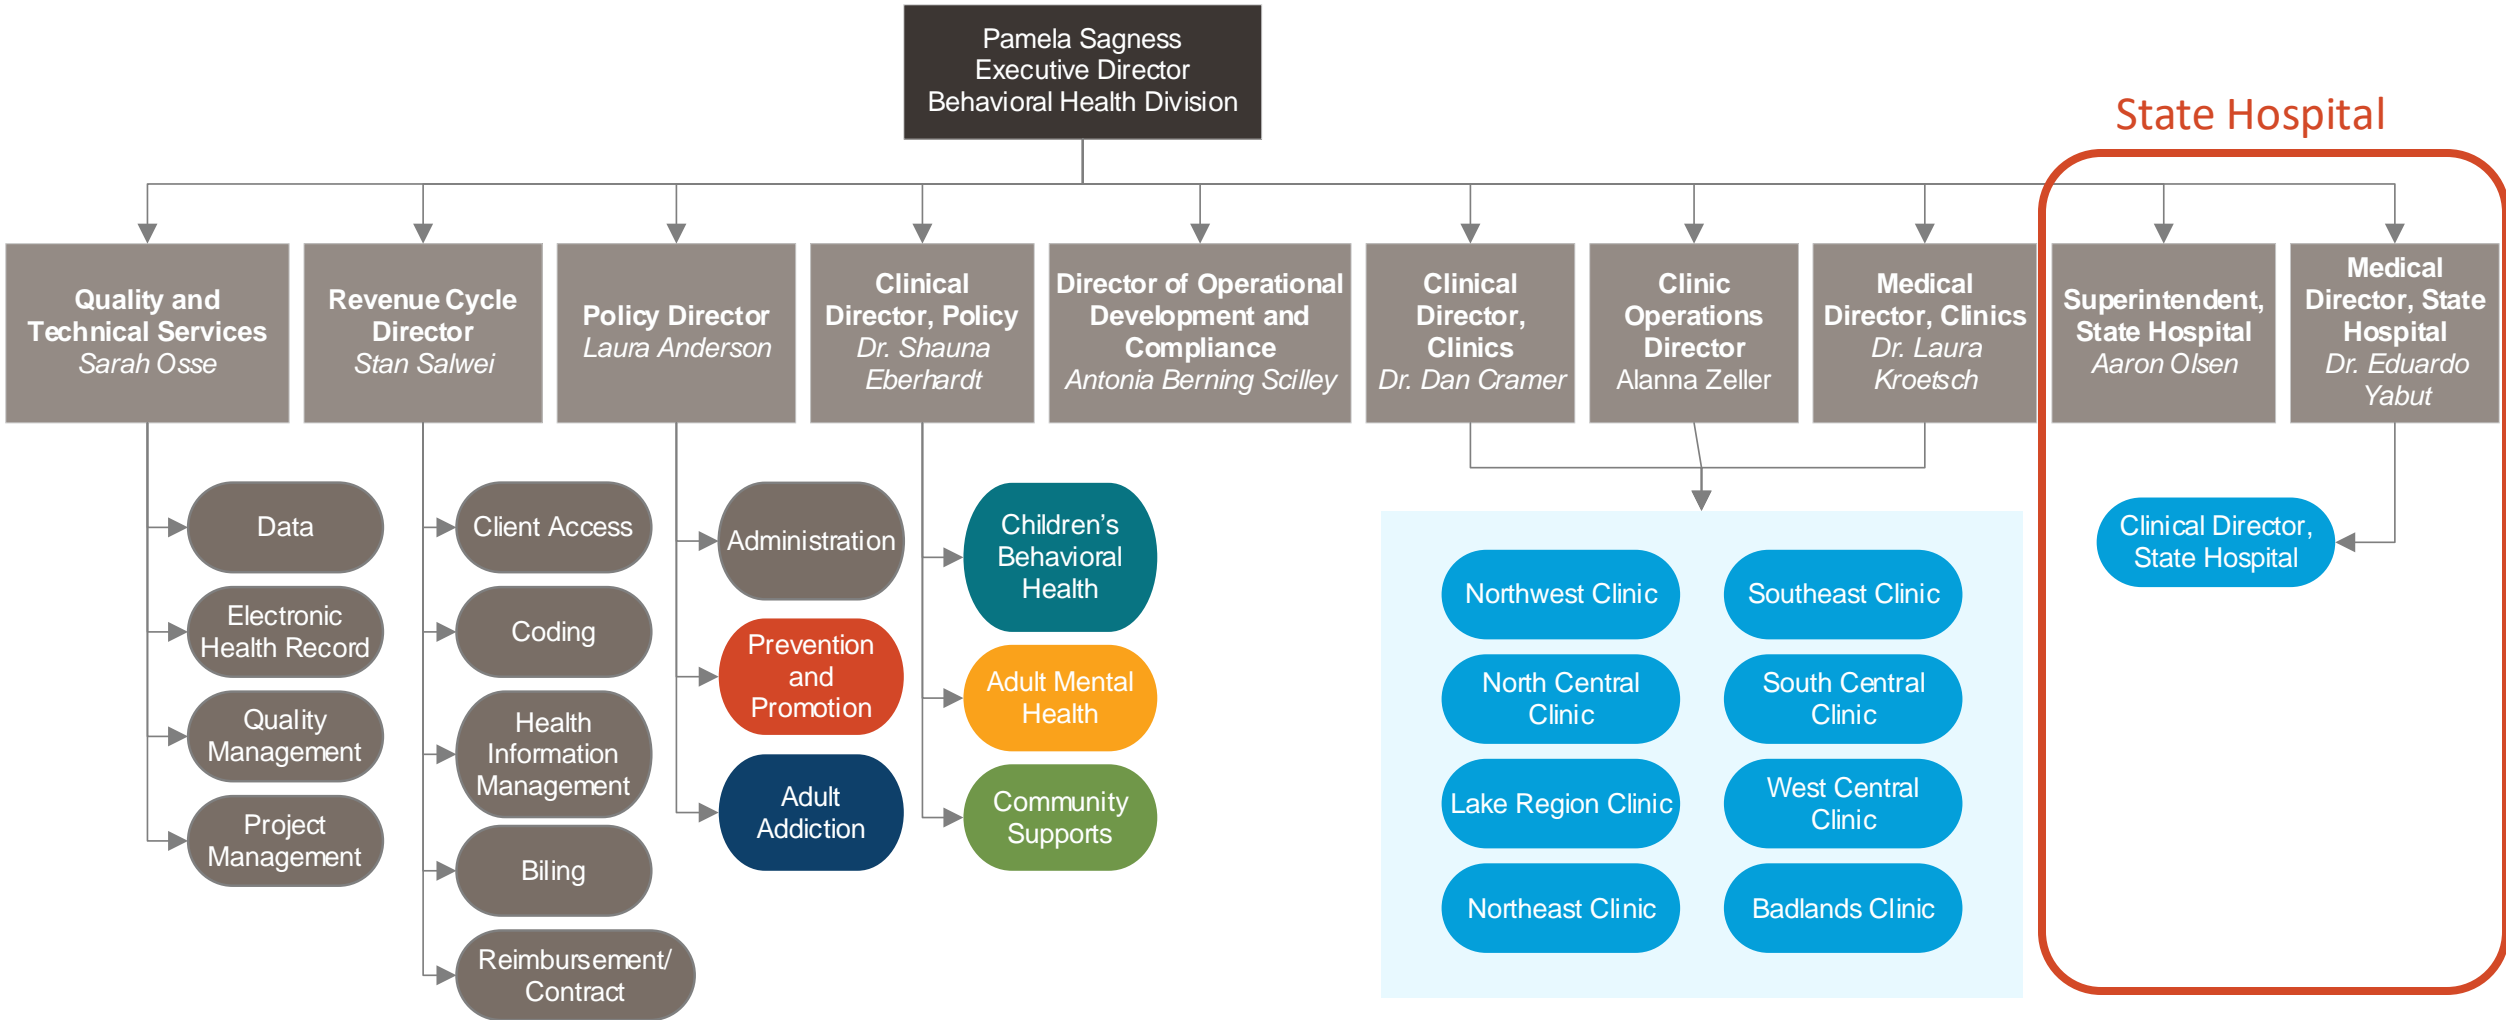 Pamela Sagness
Executive Director
Behavioral Health Division
State Hospital
Quality and
Technical Services
Sarah Osse
Revenue Cycle
Director
Stan Salwei
Policy Director
Laura Anderson
Clinical
Director, Policy
Dr. Shauna
Eberhardt
Director of Operational
Development and
Compliance
Antonia Berning Scilley
Clinical
Director,
Clinics
Dr. Dan Cramer
Clinic
Operations
Director
Alanna Zeller
Medical
Director, Clinics
Dr. Laura
Kroetsch
Superintendent,
State Hospital
Aaron Olsen
Medical
Director, State
Hospital
Dr. Eduardo
Yabut
Data
Electronic
Health Record
Quality
Management
Project
Management
Client Access
Coding
Health
Information
Management
Biling
Reimbursement/
Contract
Administration
Prevention
and
Promotion
Adult
Addiction
Children’s
Behavioral
Health
Adult Mental
Health
Community
Supports
Northwest Clinic
North Central
Clinic
Lake Region Clinic
Northeast Clinic
Southeast Clinic
South Central
Clinic
West Central
Clinic
Badlands Clinic
Clinical Director,
State Hospital